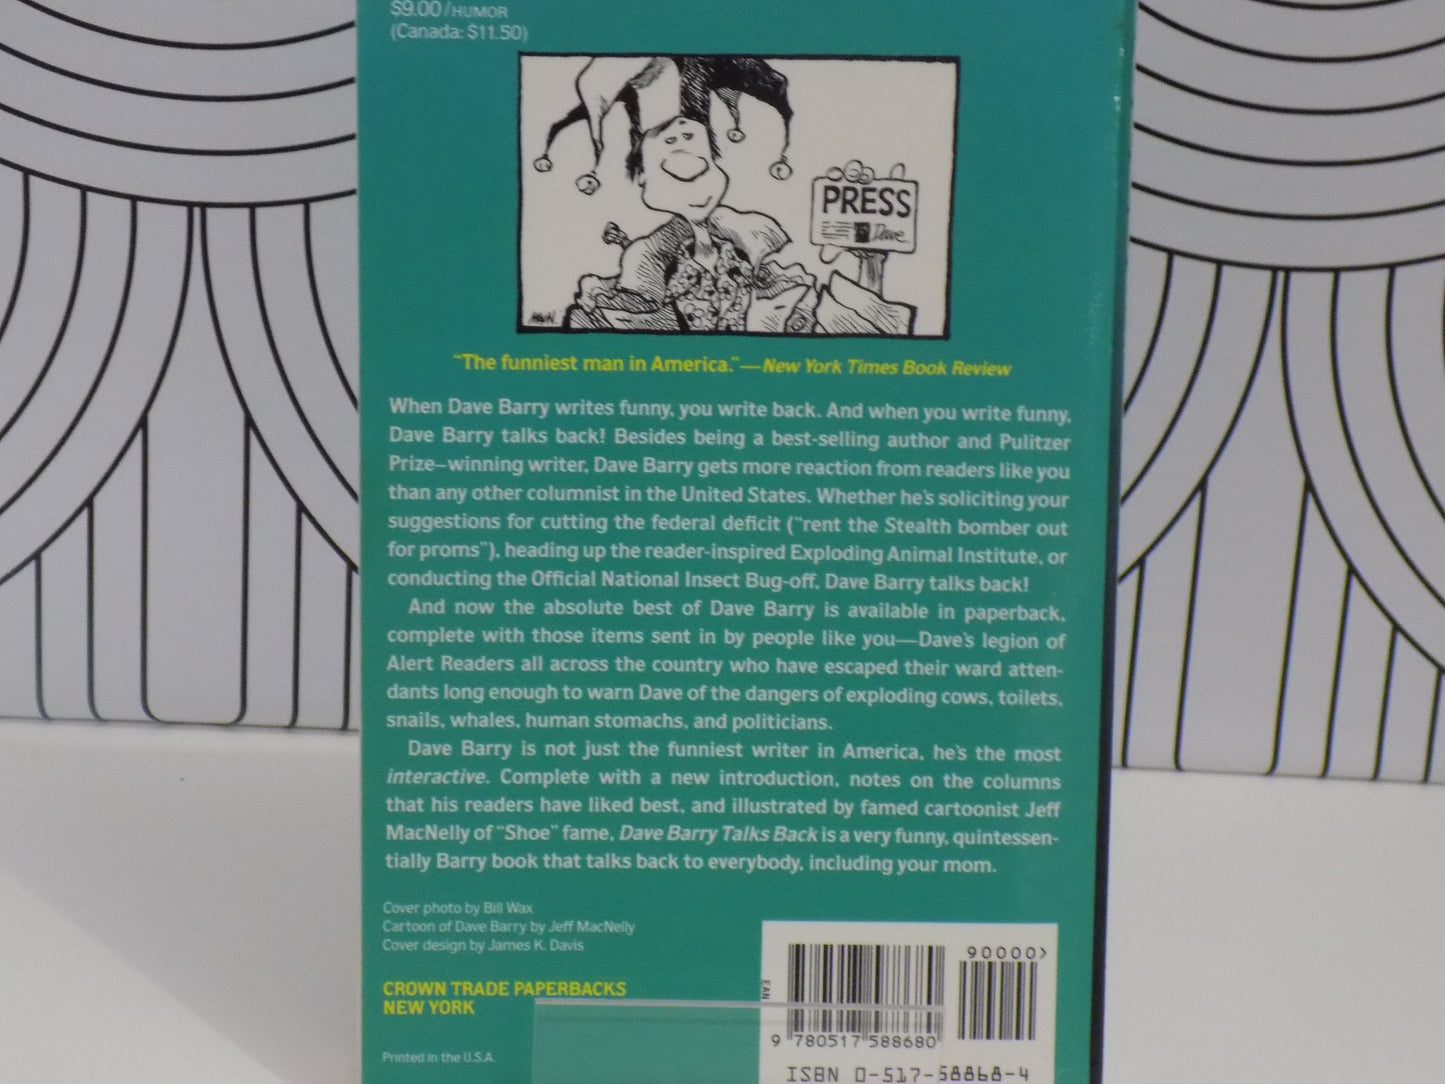 $9.00/HUMOR
(Canada: $11.50)
PRESS
Dave
McN.
“The funniest man in America.”—New York Times Book Review
When Dave Barry writes funny, you write back. And when you write funny,
Dave Barry talks back! Besides being a best-selling author and Pulitzer
Prize–winning writer, Dave Barry gets more reaction from readers like you
than any other columnist in the United States. Whether he's soliciting your
suggestions for cutting the federal deficit (“rent the Stealth bomber out
for proms”), heading up the reader-inspired Exploding Animal Institute, or
conducting the Official National Insect Bug-off, Dave Barry talks back!
And now the absolute best of Dave Barry is available in paperback,
complete with those items sent in by people like you—Dave's legion of
Alert Readers all across the country who have escaped their ward atten-
dants long enough to warn Dave of the dangers of exploding cows, toilets,
snails, whales, human stomachs, and politicians.
Dave Barry is not just the funniest writer in America, he's the most
interactive. Complete with a new introduction, notes on the columns
that his readers have liked best, and illustrated by famed cartoonist Jeff
MacNelly of “Shoe” fame, Dave Barry Talks Back is a very funny, quintessen-
tially Barry book that talks back to everybody, including your mom.
Cover photo by Bill Wax
Cartoon of Dave Barry by Jeff MacNelly
Cover design by James K. Davis
CROWN TRADE PAPERBACKS
NEW YORK
Printed in the U.S.A.
EAN
90000>
9 780517 588680
ISBN 0-517-58868-4